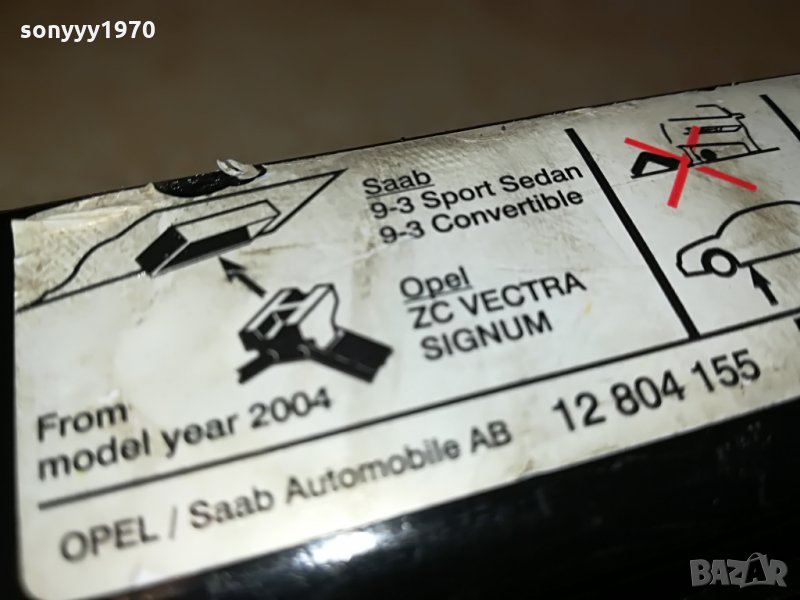 sonyyy1970
Saab
9-3 Sport Sedan
9-3 Convertible
Opel
ZC VECTRA
SIGNUM
From
model year 2004
OPEL / Saab Automobile AB 12 804 155
BAZAR